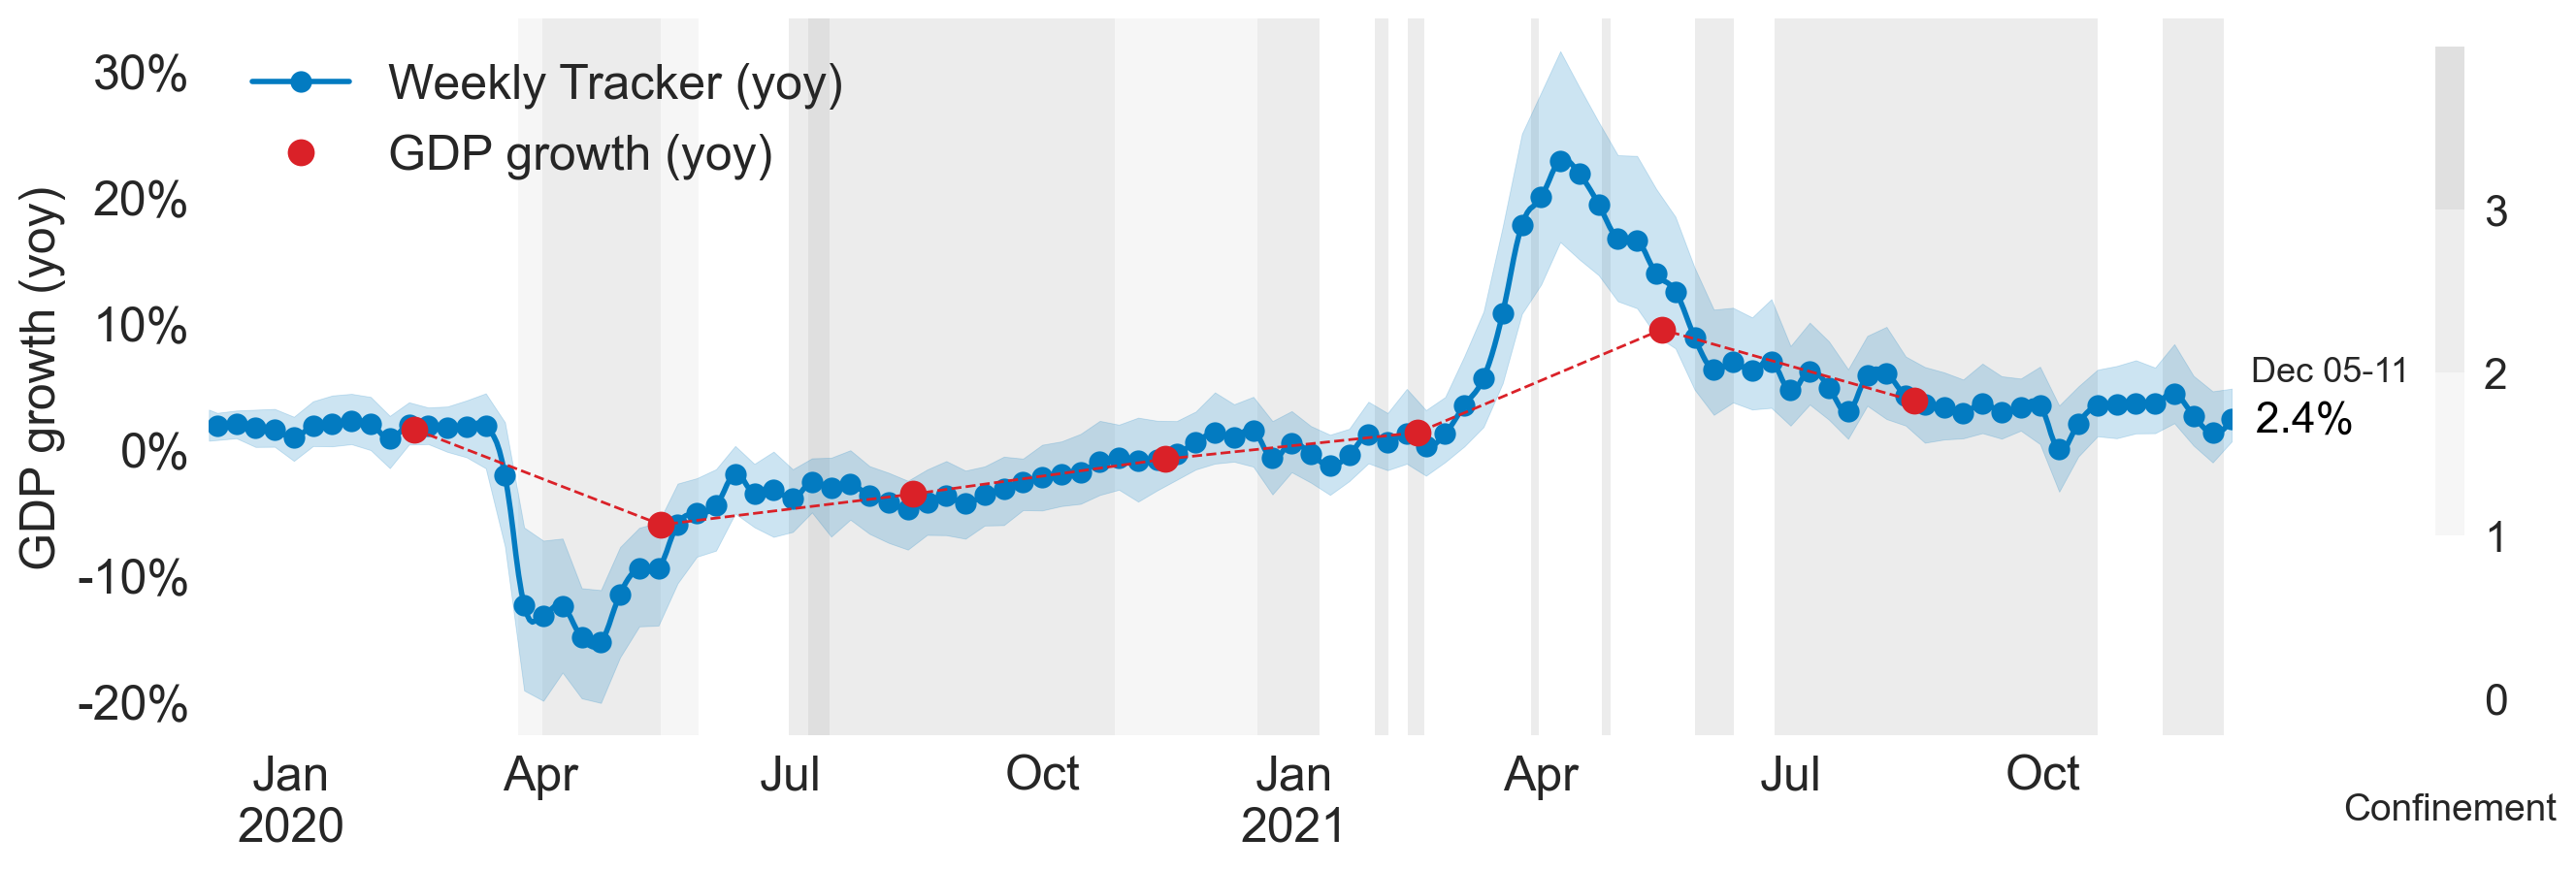 Weekly Tracker (yoy)
GDP growth (yoy)
GDP growth (yoy)
30%
20%
10%
0%
-10%
-20%
Jan
2020
Apr
Jul
Oct
Jan
2021
Apr
Jul
Oct
Dec 05-11
2.4%
3
2
1
0
Confinement